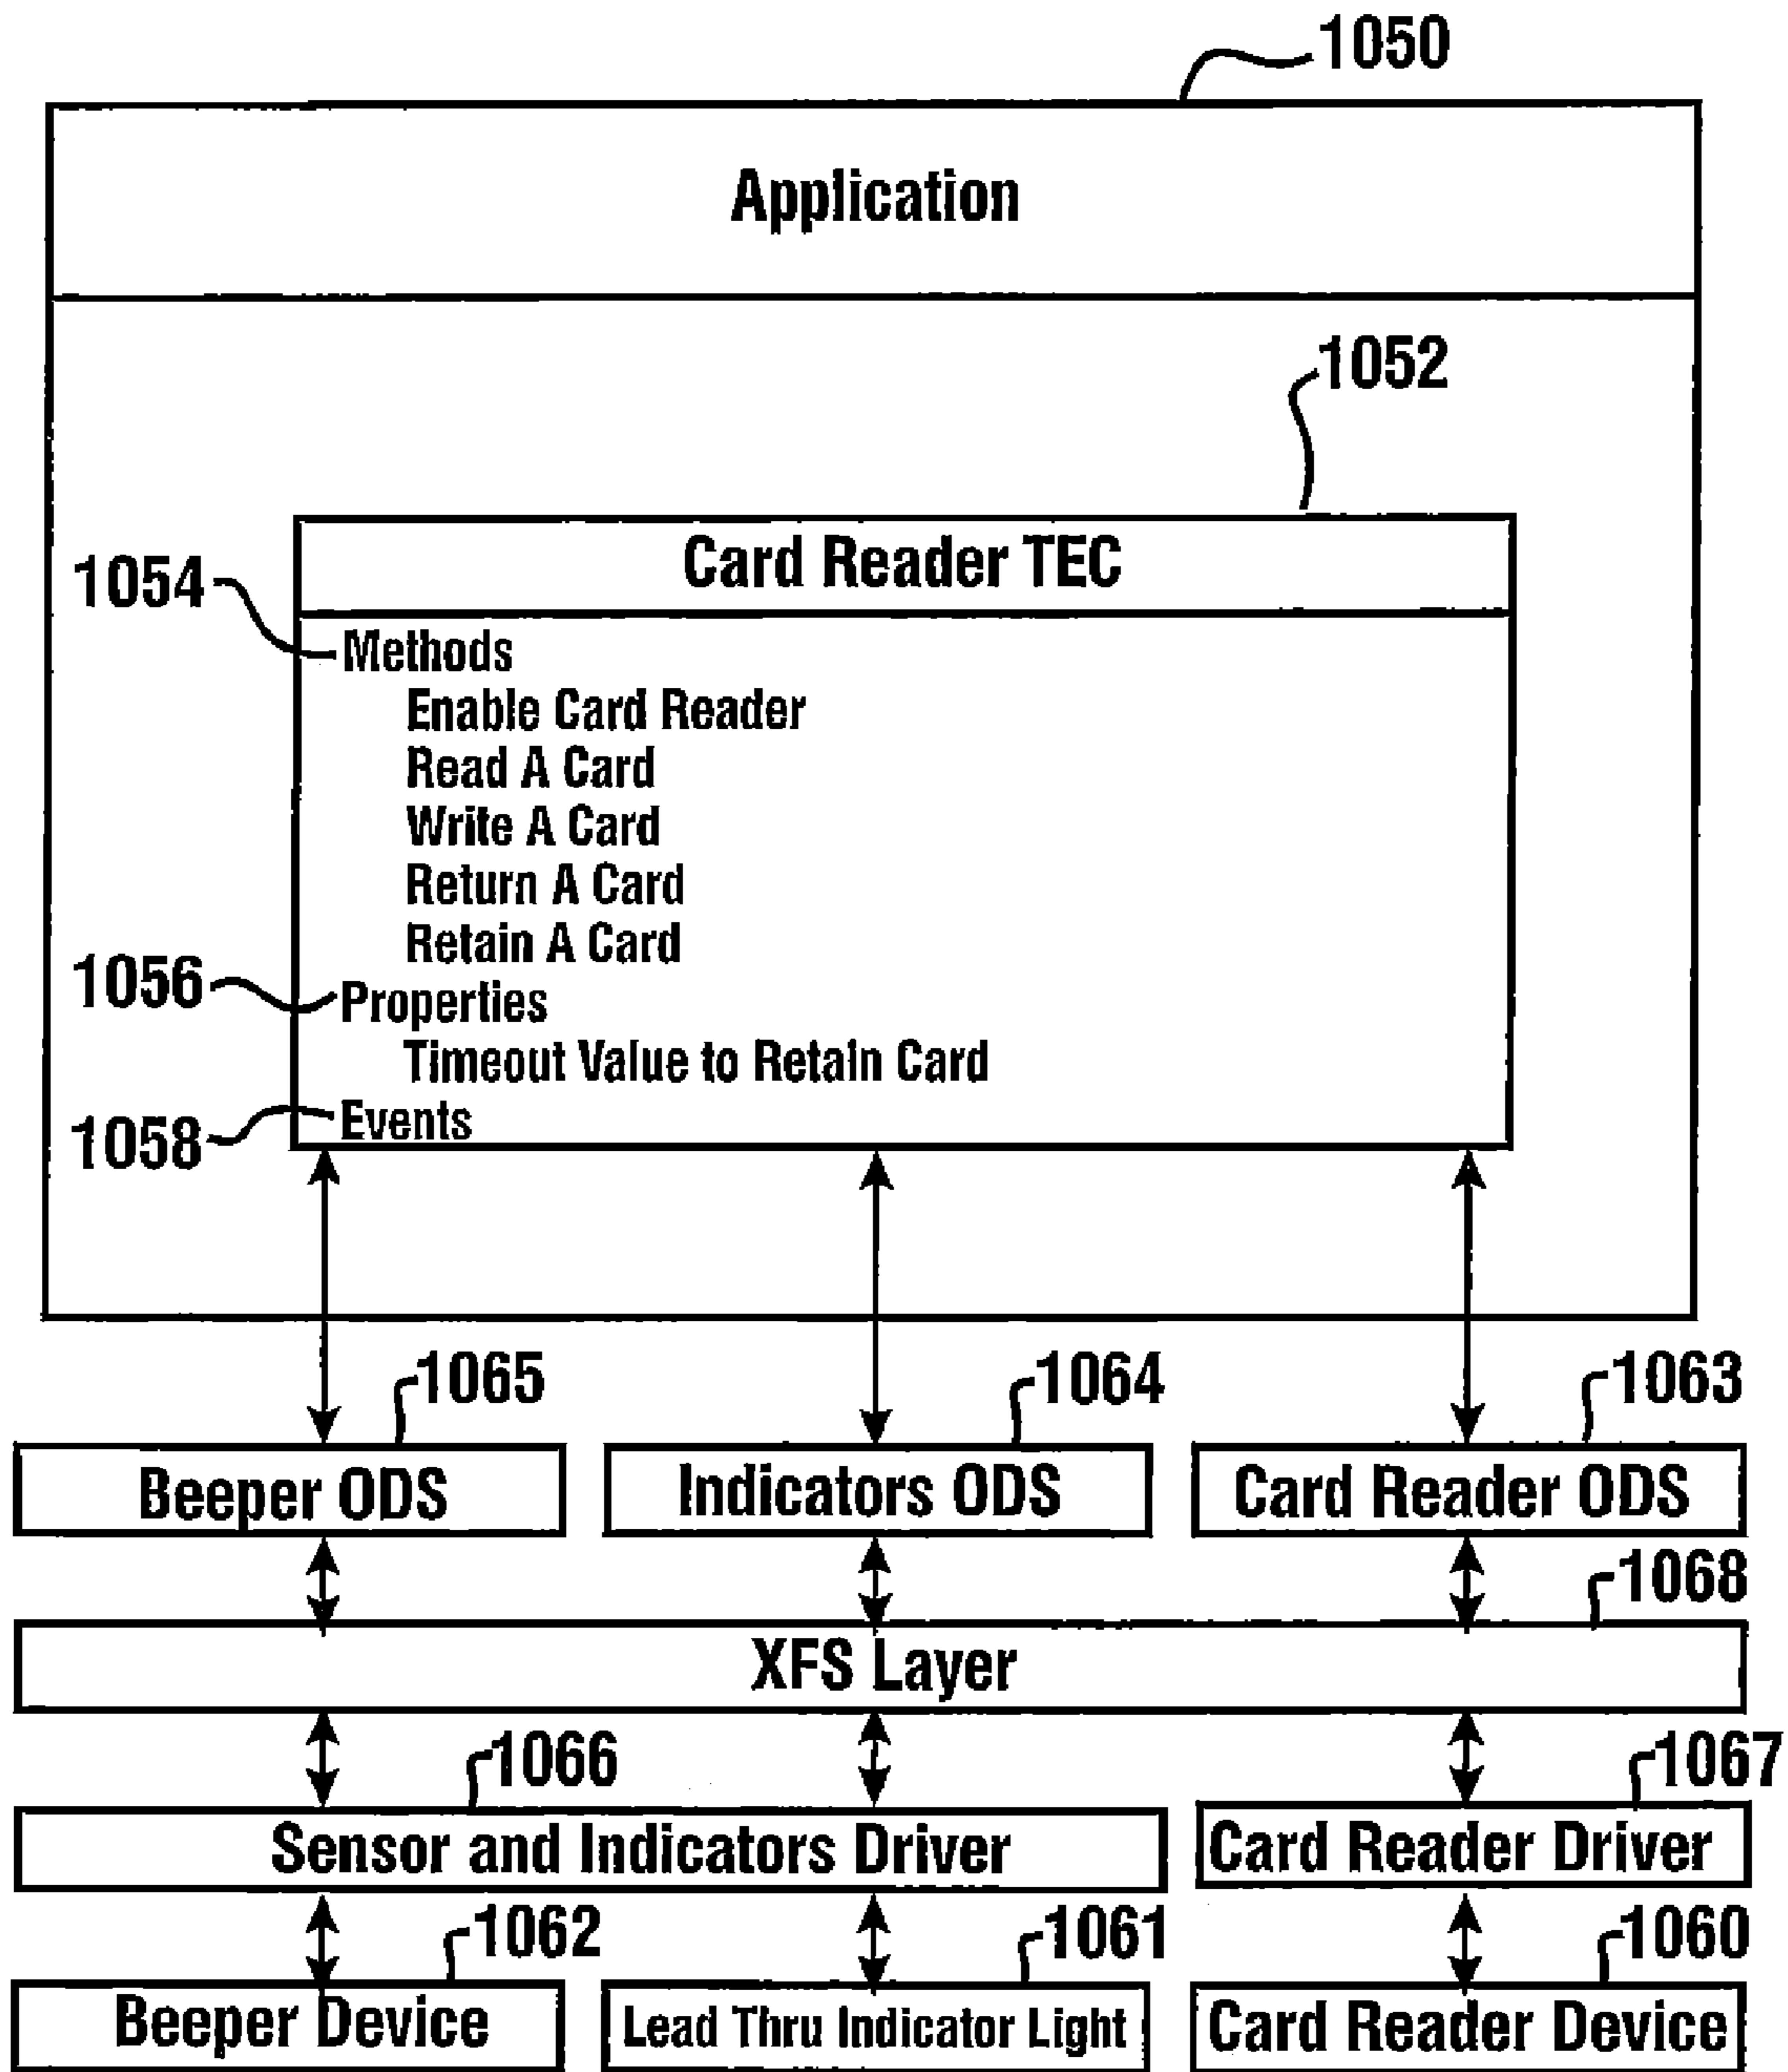 1050
Application
1052
Card Reader TEC
1054
Methods
Enable Card Reader
Read A Card
Write A Card
Return A Card
Retain A Card
1056
Properties
Timeout Value to Retain Card
1058
Events
1065 1064 1063
Beeper ODS Indicators ODS Card Reader ODS
1068
XFS Layer
1066 1067
Sensor and Indicators Driver Card Reader Driver
1062 1061 1060
Beeper Device Lead Thru Indicator Light Card Reader Device